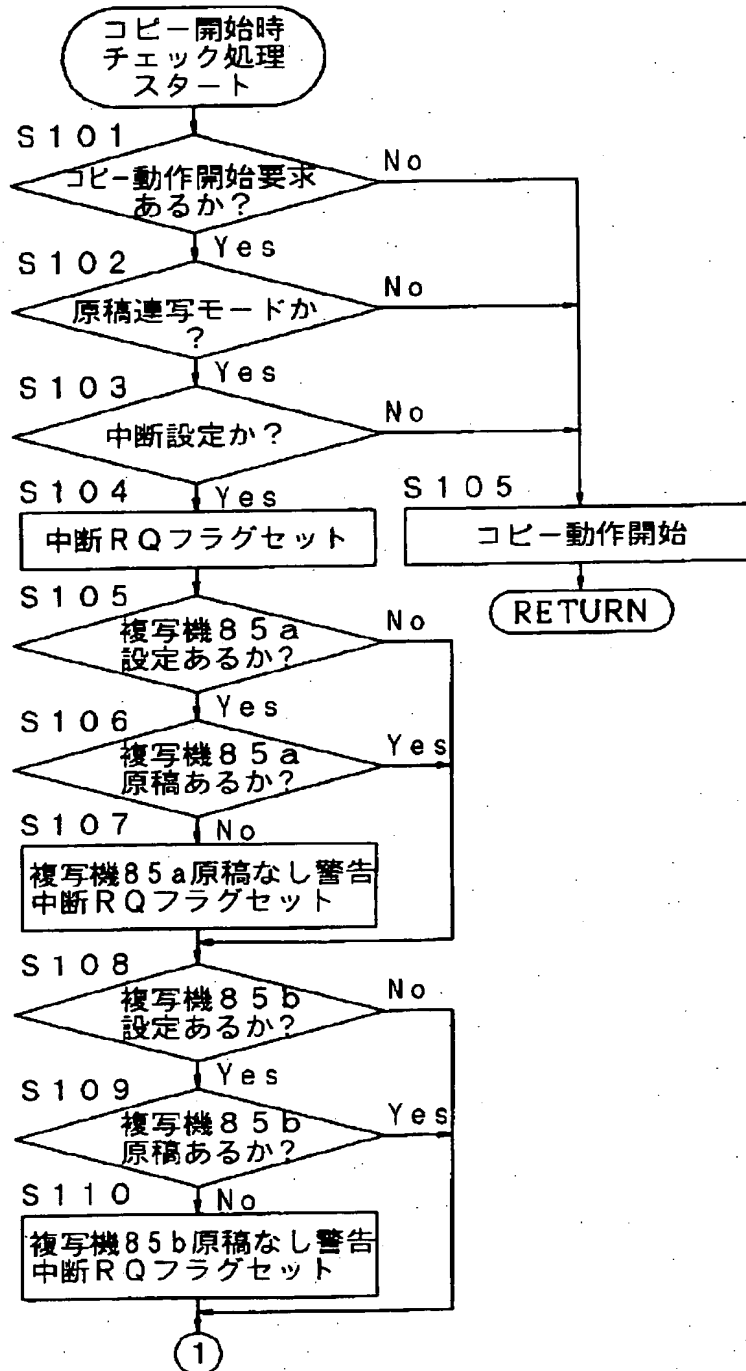 コピー開始時
チェック処理
スタート
S101
コピー動作開始要求
あるか?
No
Yes
S102
原稿連写モードか
?
No
Yes
S103
中断設定か?
No
Yes
S104
中断RQフラグセット
S105
コピー動作開始
RETURN
S105
複写機85a
設定あるか?
No
Yes
S106
複写機85a
原稿あるか?
Yes
No
S107
複写機85a原稿なし警告
中断RQフラグセット
S108
複写機85b
設定あるか?
No
Yes
S109
複写機85b
原稿あるか?
Yes
No
S110
複写機85b原稿なし警告
中断RQフラグセット
1